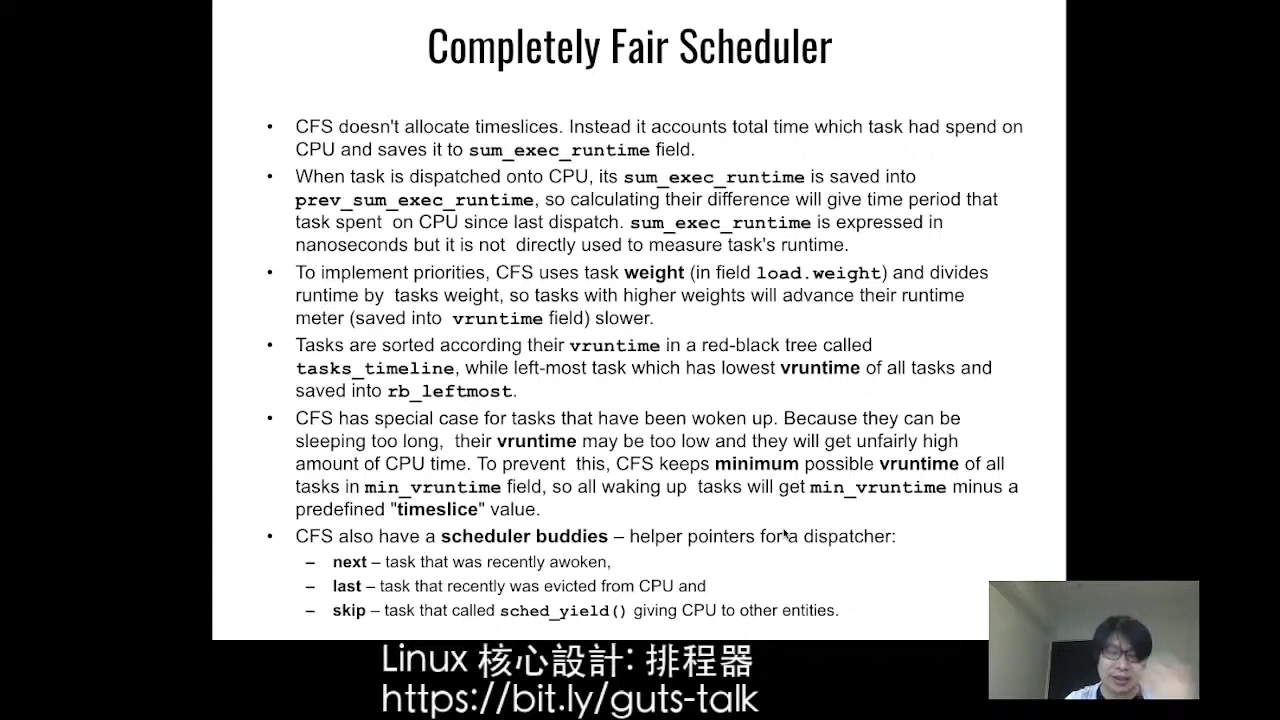 Completely Fair Scheduler
• CFS doesn't allocate timeslices. Instead it accounts total time which task had spend on
CPU and saves it to sum_exec_runtime field.
• When task is dispatched onto CPU, its sum_exec_runtime is saved into
prev_sum_exec_runtime, so calculating their difference will give time period that
task spent on CPU since last dispatch. sum_exec_runtime is expressed in
nanoseconds but it is not directly used to measure task's runtime.
• To implement priorities, CFS uses task weight (in field load.weight) and divides
runtime by tasks weight, so tasks with higher weights will advance their runtime
meter (saved into vruntime field) slower.
• Tasks are sorted according their vruntime in a red-black tree called
tasks_timeline, while left-most task which has lowest vruntime of all tasks and
saved into rb_leftmost.
• CFS has special case for tasks that have been woken up. Because they can be
sleeping too long, their vruntime may be too low and they will get unfairly high
amount of CPU time. To prevent this, CFS keeps minimum possible vruntime of all
tasks in min_vruntime field, so all waking up tasks will get min_vruntime minus a
predefined "timeslice" value.
• CFS also have a scheduler buddies – helper pointers for a dispatcher:
– next – task that was recently awoken,
– last – task that recently was evicted from CPU and
– skip – task that called sched_yield() giving CPU to other entities.
Linux 核心設計: 排程器
https://bit.ly/guts-talk